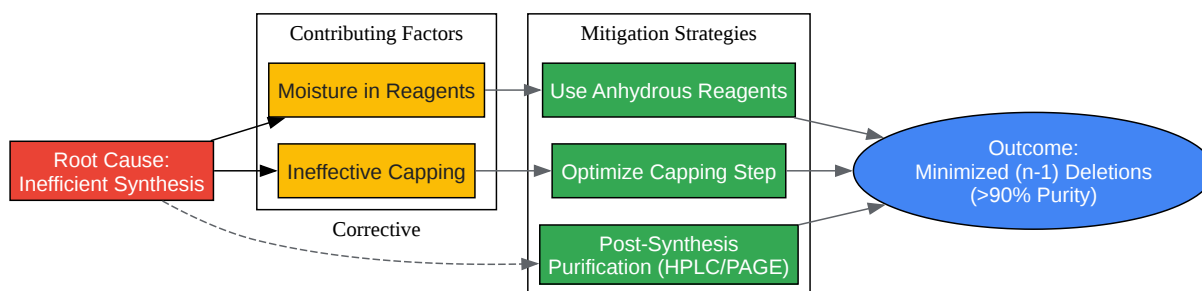 Contributing Factors
Mitigation Strategies
Moisture in Reagents
Use Anhydrous Reagents
Root Cause:
Inefficient Synthesis
Ineffective Capping
Optimize Capping Step
Outcome:
Minimized (n-1) Deletions
(>90% Purity)
Corrective
Post-Synthesis
Purification (HPLC/PAGE)